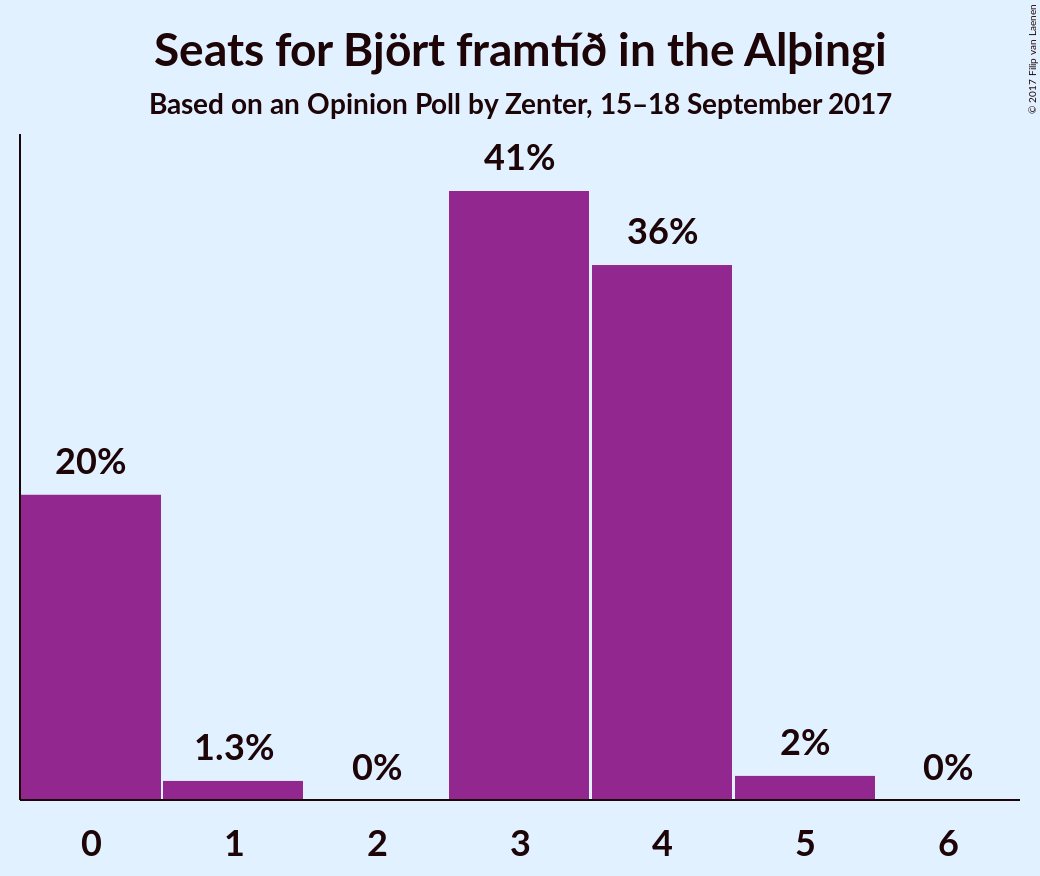 Seats for Björt framtíð in the Alþingi
Based on an Opinion Poll by Zenter, 15–18 September 2017
© 2017 Filip van Laenen
41%
36%
20%
1.3%
0%
2%
0%
0 1 2 3 4 5 6